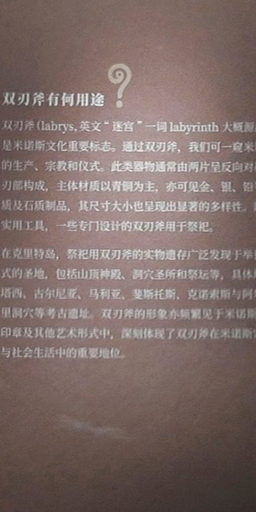 双刃斧有何用途?
双刃斧(labrys,英文“迷宫”一词 labyrinth 大概源
是米诺斯文化重要标志。通过双刃斧,我们可一窥米
的生产、宗教和仪式。此类器物通常由两片呈反向对
刃部构成,主体材质以青铜为主,亦可见金、银、铅
质及石质制品,其尺寸大小也呈现出显著的多样性。
实用工具,一些专门设计的双刃斧用于祭祀。
在克里特岛,祭祀用双刃斧的实物遗存广泛发现于举
式的圣地,包括山顶神殿、洞穴圣所和祭坛等,具体
塔西、古尔尼亚、马利亚、斐斯托斯、克诺索斯与阿
里洞穴等考古遗址。双刃斧的形象亦频繁见于米诺斯
印章及其他艺术形式中,深刻体现了双刃斧在米诺斯
与社会生活中的重要地位。